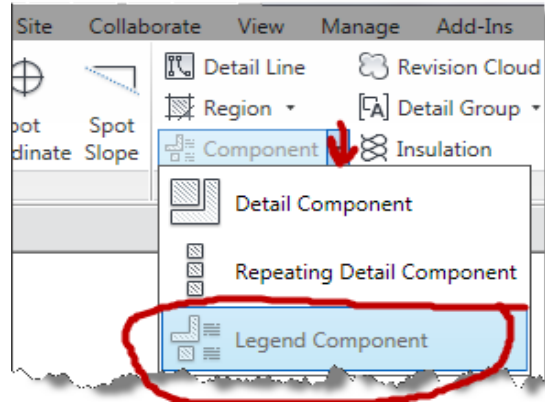 Site Collaborate View Manage Add-Ins
Detail Line Revision Cloud
Region Detail Group
Spot
Slope
Component Insulation
Detail Component
Repeating Detail Component
Legend Component